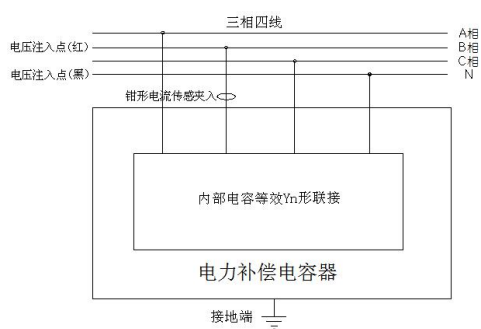 三相四线
A相
电压注入点(红)
B相
C相
电压注入点(黑)
N
钳形电流传感夹入
内部电容等效Yn形联接
电力补偿电容器
接地端